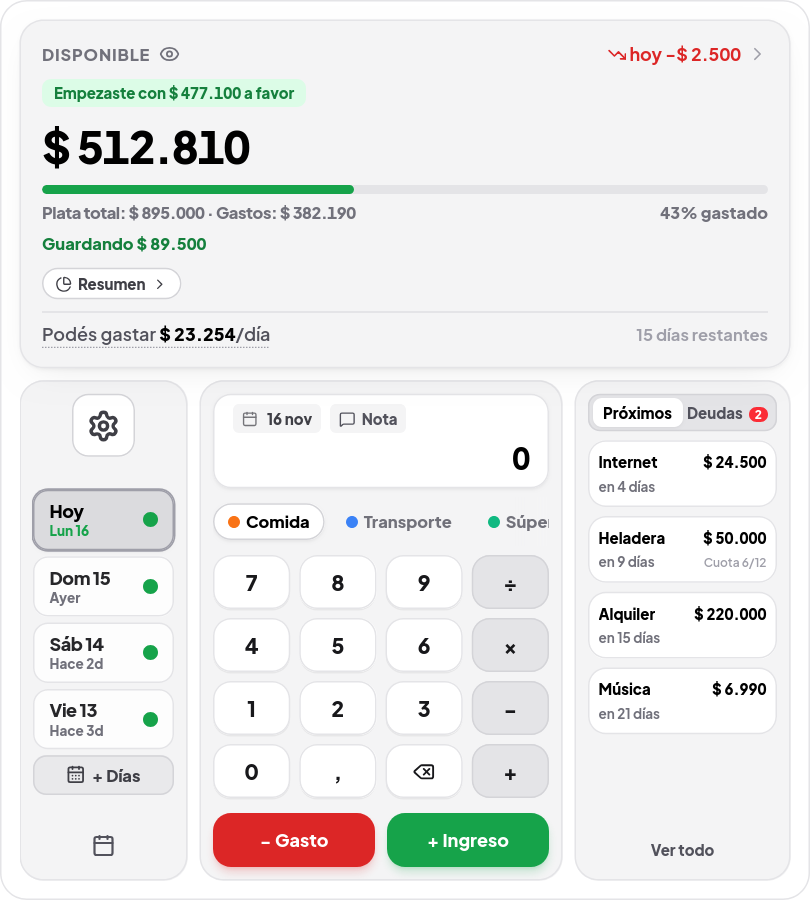 DISPONIBLE
hoy −$ 2.500
Empezaste con $ 477.100 a favor
$ 512.810
Plata total: $ 895.000 · Gastos: $ 382.190
43% gastado
Guardando $ 89.500
Resumen
Podés gastar $ 23.254/día
15 días restantes
Hoy
Lun 16
Dom 15
Ayer
Sáb 14
Hace 2d
Vie 13
Hace 3d
+ Días
16 nov
Nota
0
Comida
Transporte
Súper
7 8 9 ÷
4 5 6 ×
1 2 3 −
0 , +
− Gasto
+ Ingreso
Próximos
Deudas 2
Internet $ 24.500
en 4 días
Heladera $ 50.000
en 9 días Cuota 6/12
Alquiler $ 220.000
en 15 días
Música $ 6.990
en 21 días
Ver todo